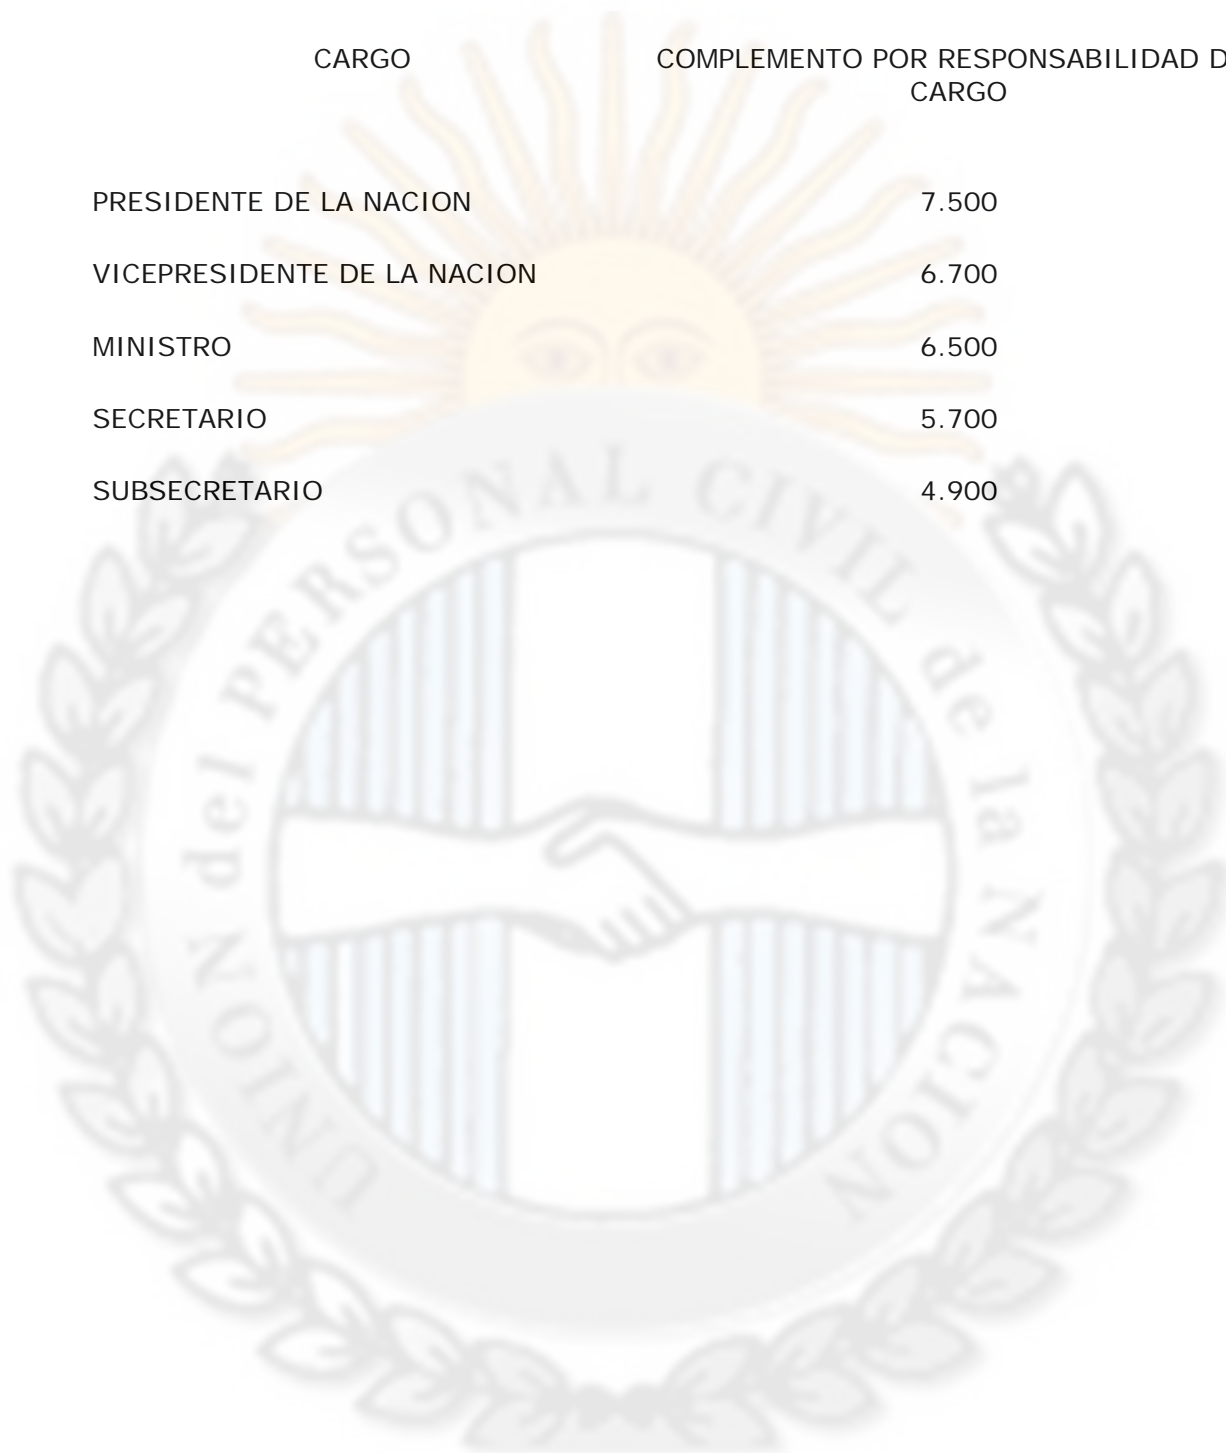 CARGO COMPLEMENTO POR RESPONSABILIDAD D
CARGO
PRESIDENTE DE LA NACION 7.500
VICEPRESIDENTE DE LA NACION 6.700
MINISTRO 6.500
SECRETARIO 5.700
SUBSECRETARIO 4.900
UNION del PERSONAL CIVIL de la NACION